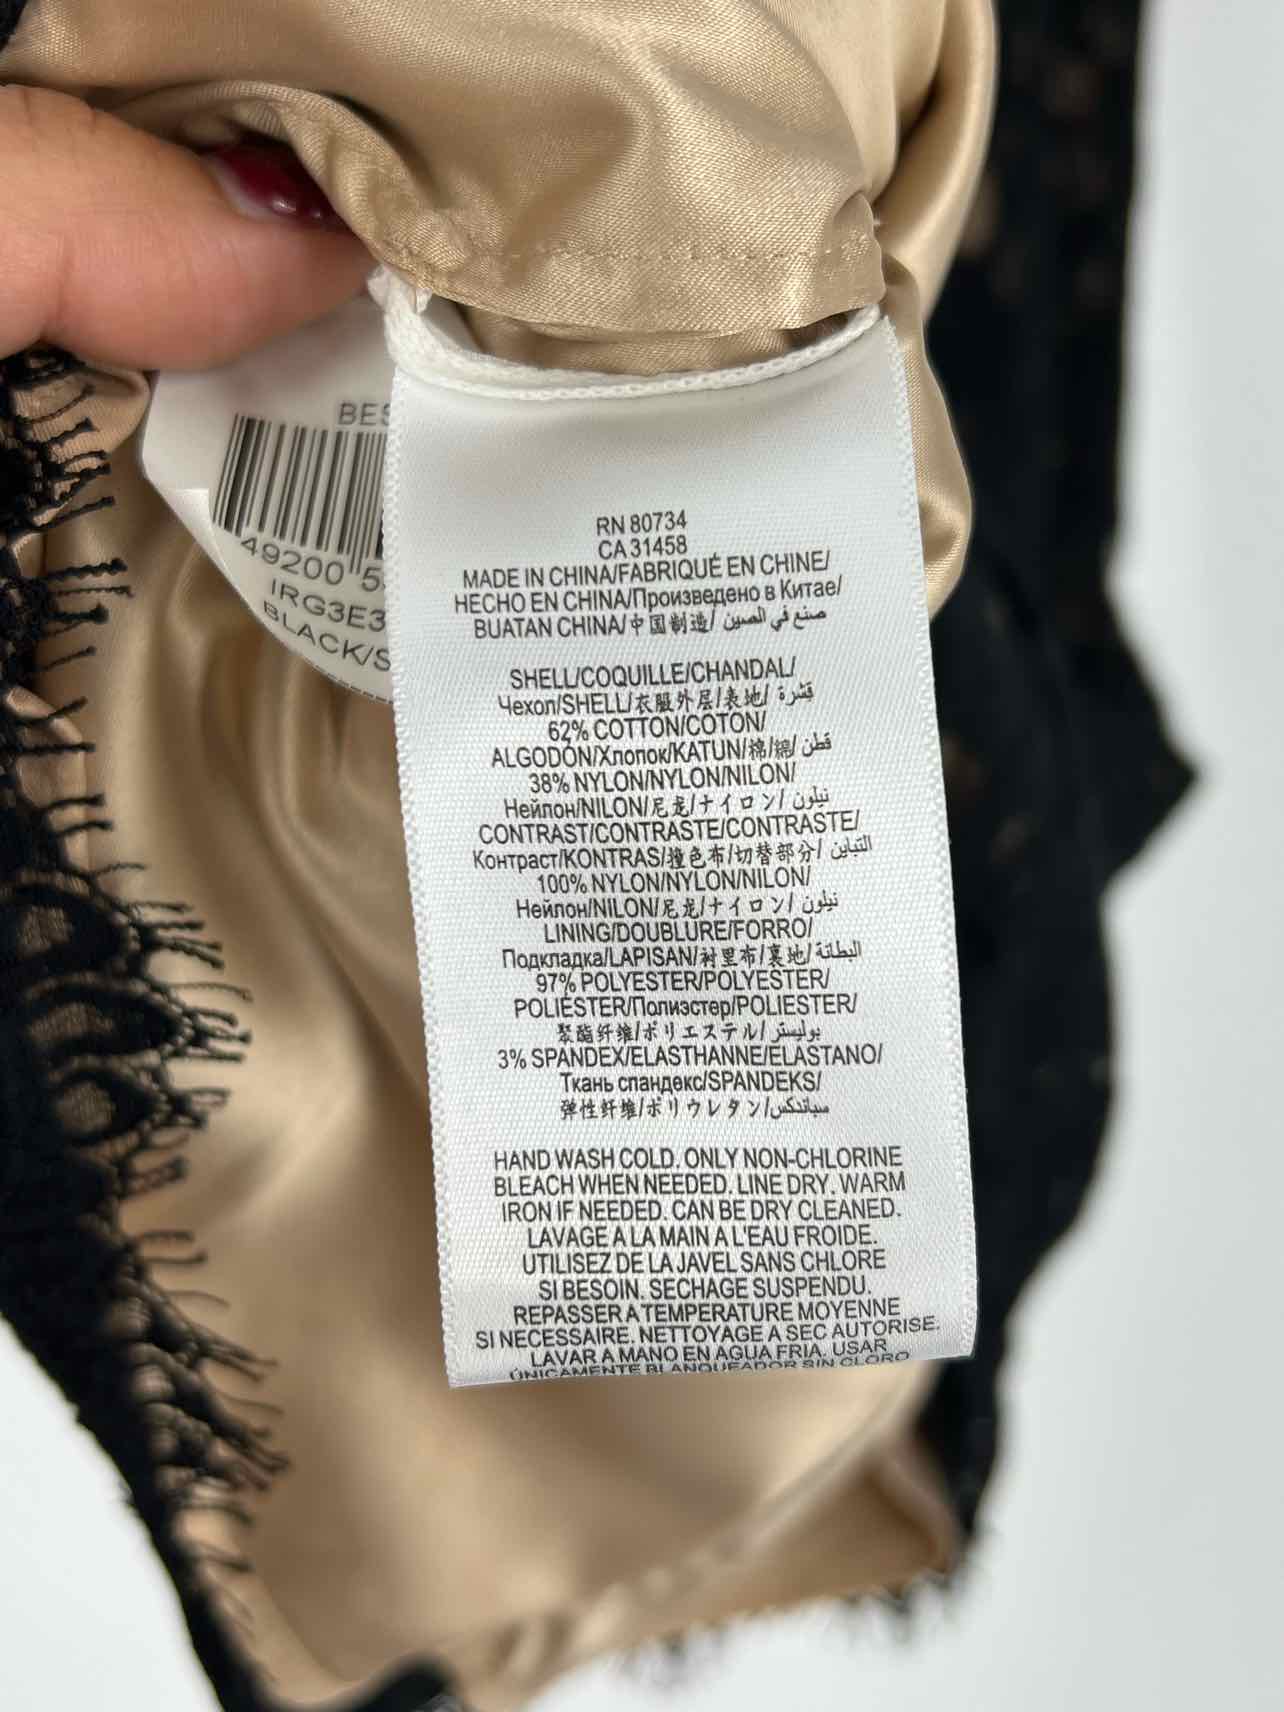 BES
49200 5
IRG3E3
BLACK/S
RN 80734
CA 31458
MADE IN CHINA/FABRIQUÉ EN CHINE/
HECHO EN CHINA/Произведено в Китае/
BUATAN CHINA/中国制造/ صنع في الصين
SHELL/COQUILLE/CHANDAL/
Чехол/SHELL/衣服外层/表地/ قشرة
62% COTTON/COTON/
ALGODÓN/Хлопок/KATUN/棉/綿/ قطن
38% NYLON/NYLON/NILON/
Нейлон/NILON/尼龙/ナイロン/ نيلون
CONTRAST/CONTRASTE/CONTRASTE/
Контраст/KONTRAS/撞色布/切替部分/ التباين
100% NYLON/NYLON/NILON/
Нейлон/NILON/尼龙/ナイロン/ نيلون
LINING/DOUBLURE/FORRO/
Подкладка/LAPISAN/衬里布/裏地/ البطانة
97% POLYESTER/POLYESTER/
POLIÉSTER/Полиэстер/POLIESTER/
聚酯纤维/ポリエステル/ بوليستر
3% SPANDEX/ELASTHANNE/ELASTANO/
Ткань спандекс/SPANDEKS/
弹性纤维/ポリウレタン/ سباندكس
HAND WASH COLD. ONLY NON-CHLORINE
BLEACH WHEN NEEDED. LINE DRY. WARM
IRON IF NEEDED. CAN BE DRY CLEANED.
LAVAGE A LA MAIN A L'EAU FROIDE.
UTILISEZ DE LA JAVEL SANS CHLORE
SI BESOIN. SECHAGE SUSPENDU.
REPASSER A TEMPERATURE MOYENNE
SI NECESSAIRE. NETTOYAGE A SEC AUTORISE.
LAVAR A MANO EN AGUA FRIA. USAR
ÚNICAMENTE BLANQUEADOR SIN CLORO